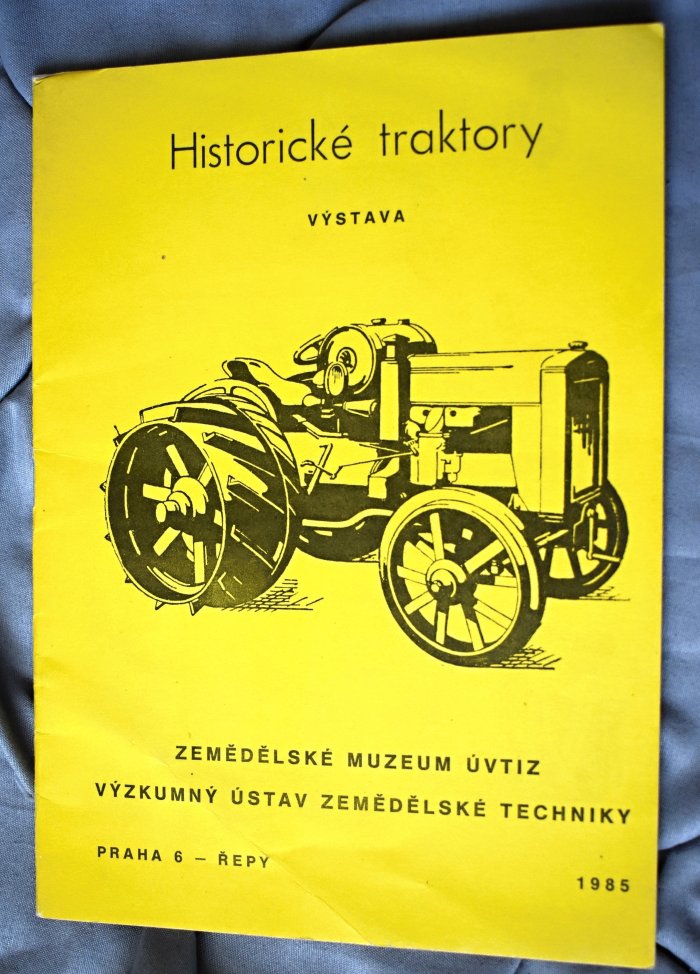 Historické traktory
VÝSTAVA
ZEMĚDĚLSKÉ MUZEUM ÚVTIZ
VÝZKUMNÝ ÚSTAV ZEMĚDĚLSKÉ TECHNIKY
PRAHA 6 – ŘEPY
1985